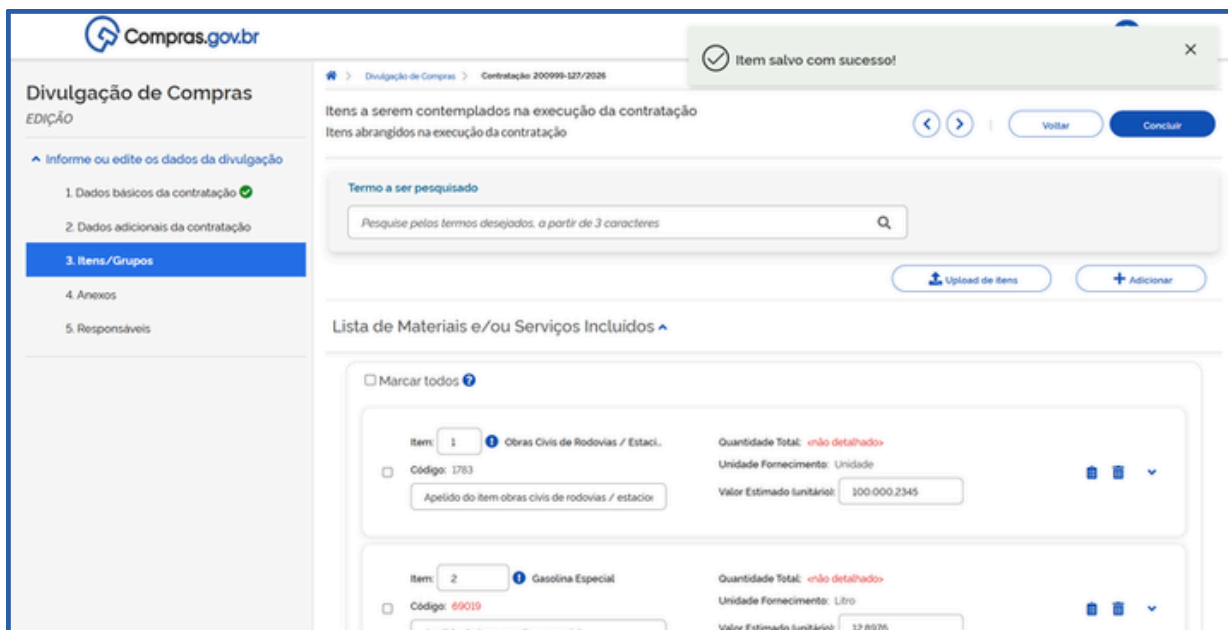 Compras.gov.br
Item salvo com sucesso!
Divulgação de Compras
EDIÇÃO
Informe ou edite os dados da divulgação
1. Dados básicos da contratação
2. Dados adicionais da contratação
3. Itens/Grupos
4. Anexos
5. Responsáveis
Divulgação de Compras > Contratação: 200999-127/2026
Itens a serem contemplados na execução da contratação
Itens abrangidos na execução da contratação
Voltar
Concluir
Termo a ser pesquisado
Pesquise pelos termos desejados, a partir de 3 caracteres
Upload de itens
Adicionar
Lista de Materiais e/ou Serviços Incluídos
Marcar todos
Item: 1 Obras Civis de Rodovias / Estaci..
Código: 1783
Apelido do item obras civis de rodovias / estacio
Quantidade Total: <não detalhado>
Unidade Fornecimento: Unidade
Valor Estimado (unitário): 100.000,2345
Item: 2 Gasolina Especial
Código: 69019
Quantidade Total: <não detalhado>
Unidade Fornecimento: Litro
Valor Estimado (unitário): 12,8976